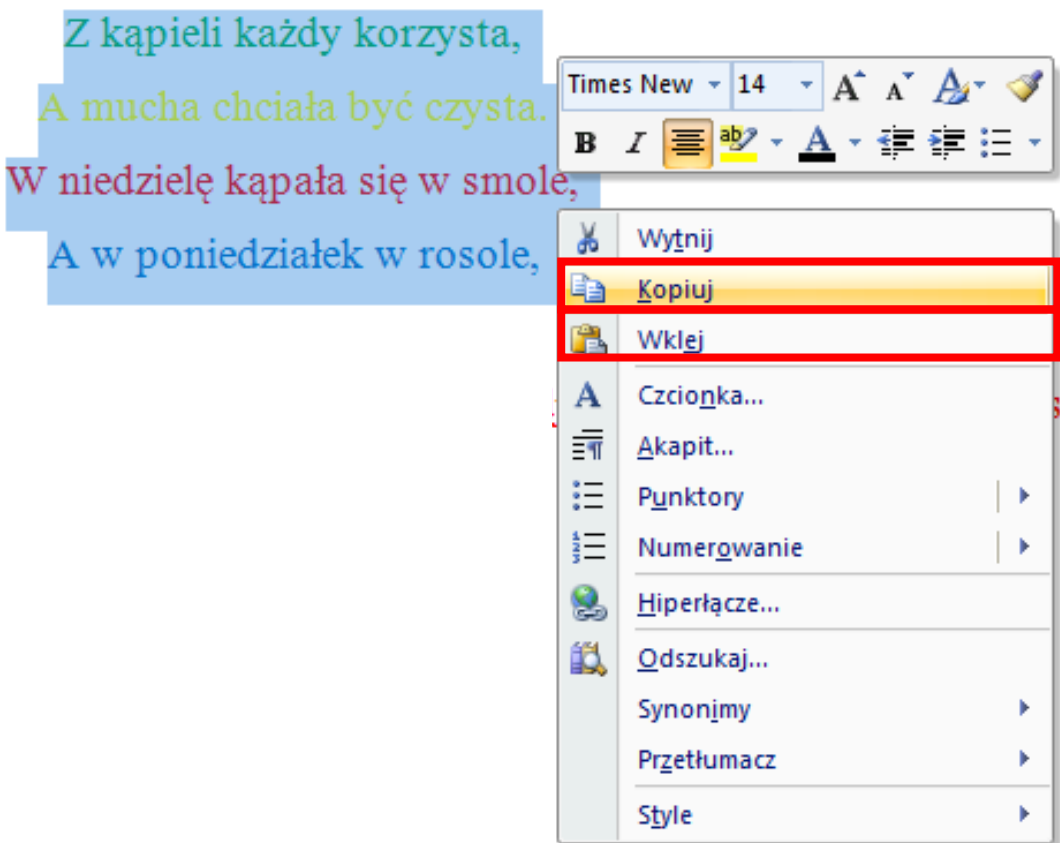 Z kąpieli każdy korzysta,
A mucha chciała być czysta.
W niedzielę kąpała się w smole,
A w poniedziałek w rosole,
Times New 14 A A A
B I ab A
Wytnij
Kopiuj
Wklej
Czcionka...
Akapit...
Punktory
Numerowanie
Hiperłącze...
Odszukaj...
Synonimy
Przetłumacz
Style